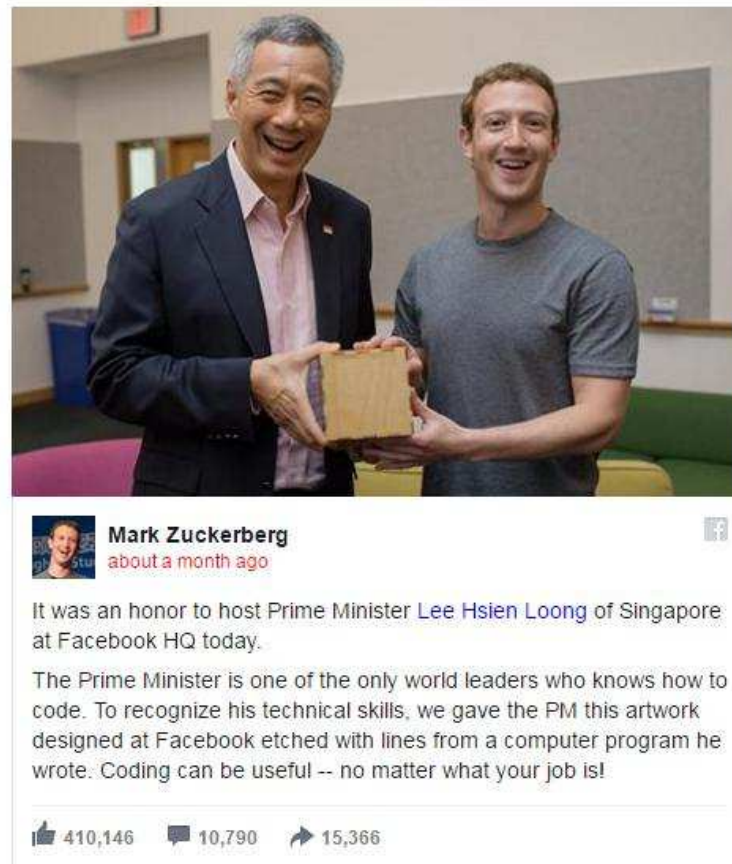 Mark Zuckerberg
about a month ago
It was an honor to host Prime Minister Lee Hsien Loong of Singapore
at Facebook HQ today.
The Prime Minister is one of the only world leaders who knows how to
code. To recognize his technical skills, we gave the PM this artwork
designed at Facebook etched with lines from a computer program he
wrote. Coding can be useful -- no matter what your job is!
410,146 10,790 15,366